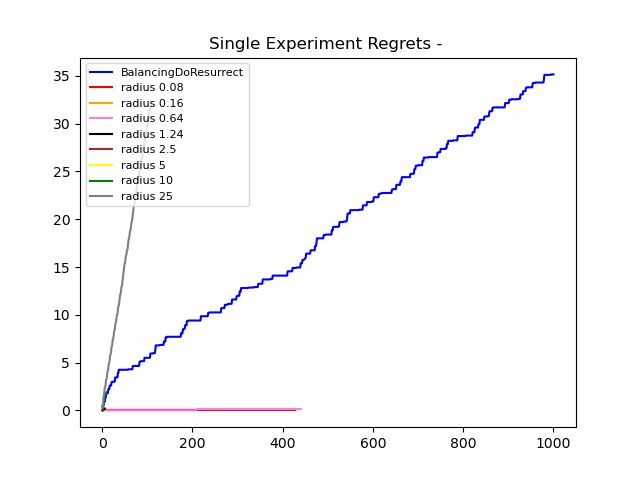 Single Experiment Regrets -
BalancingDoResurrect
radius 0.08
radius 0.16
radius 0.64
radius 1.24
radius 2.5
radius 5
radius 10
radius 25
35
30
25
20
15
10
5
0
0 200 400 600 800 1000